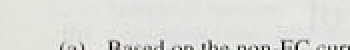 (a) Based on the non-EC